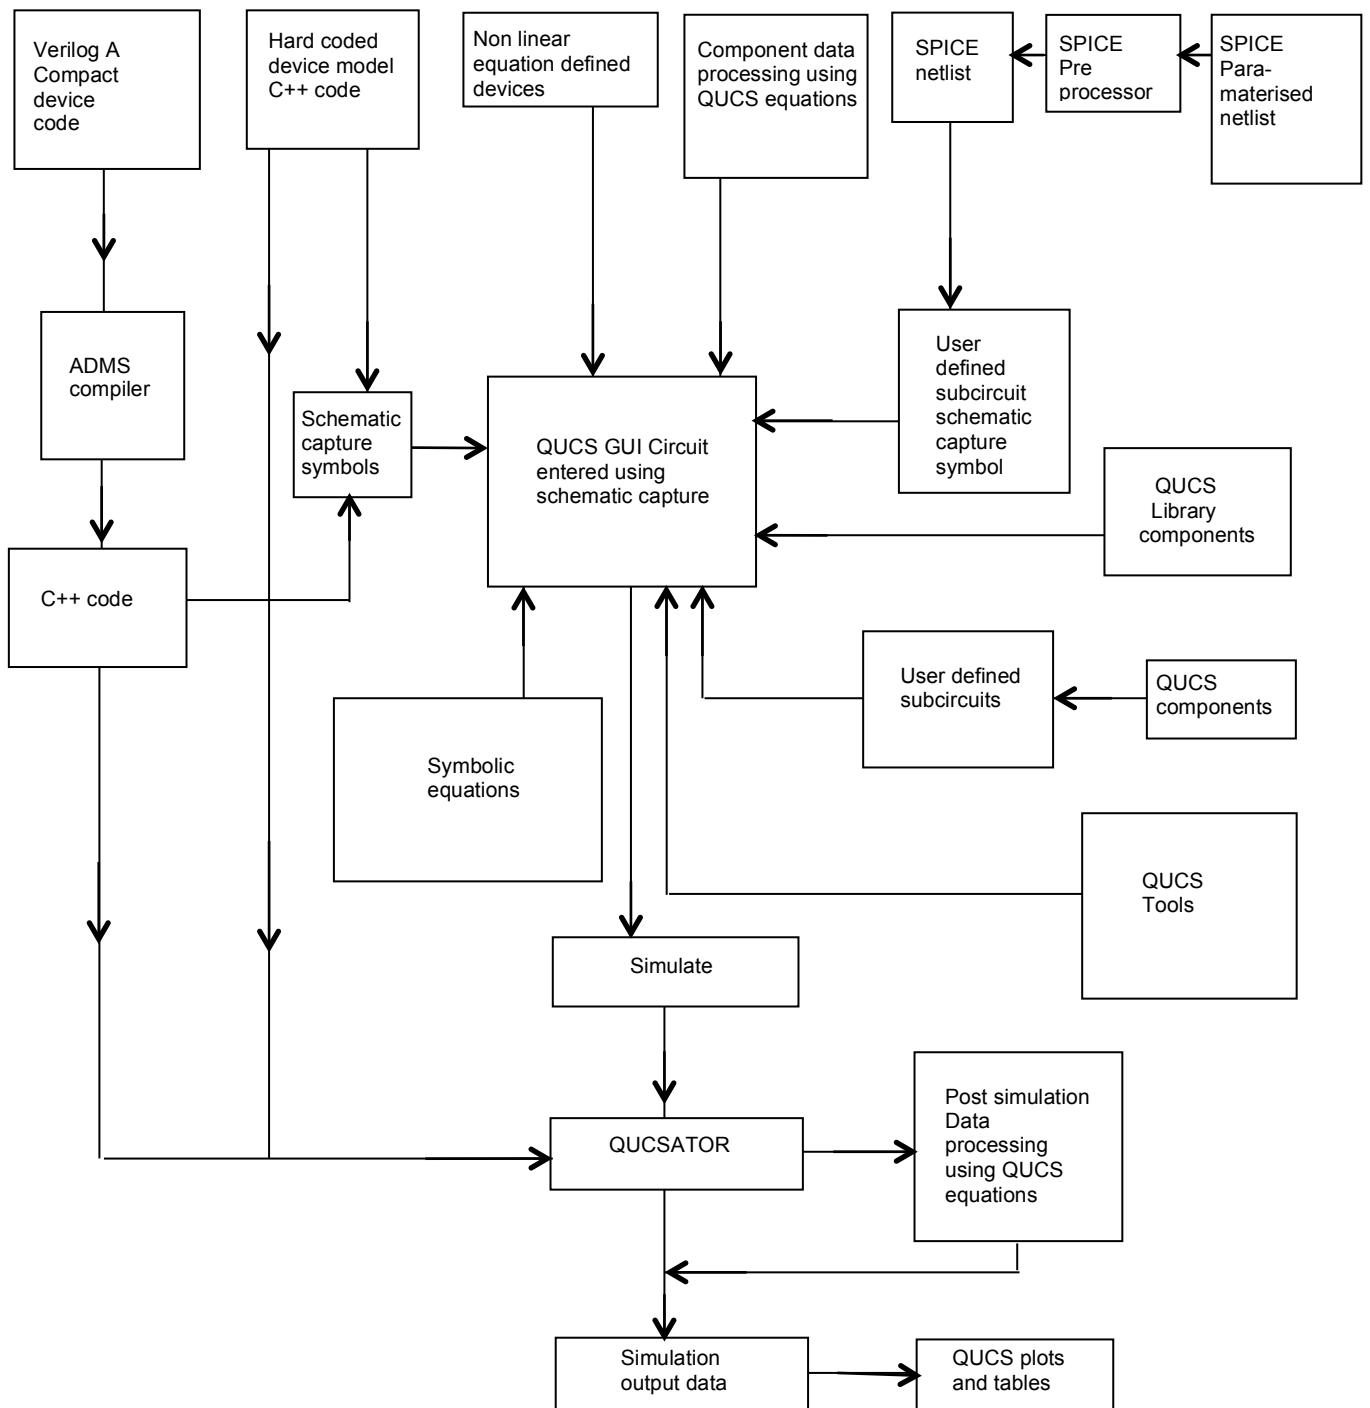 Verilog A
Compact
device
code
Hard coded
device model
C++ code
Non linear
equation defined
devices
Component data
processing using
QUCS equations
SPICE
netlist
SPICE
Pre
processor
SPICE
Para-
materised
netlist
ADMS
compiler
Schematic
capture
symbols
QUCS GUI Circuit
entered using
schematic capture
User
defined
subcircuit
schematic
capture
symbol
QUCS
Library
components
C++ code
User defined
subcircuits
QUCS
components
Symbolic
equations
QUCS
Tools
Simulate
QUCSATOR
Post simulation
Data
processing
using QUCS
equations
Simulation
output data
QUCS plots
and tables